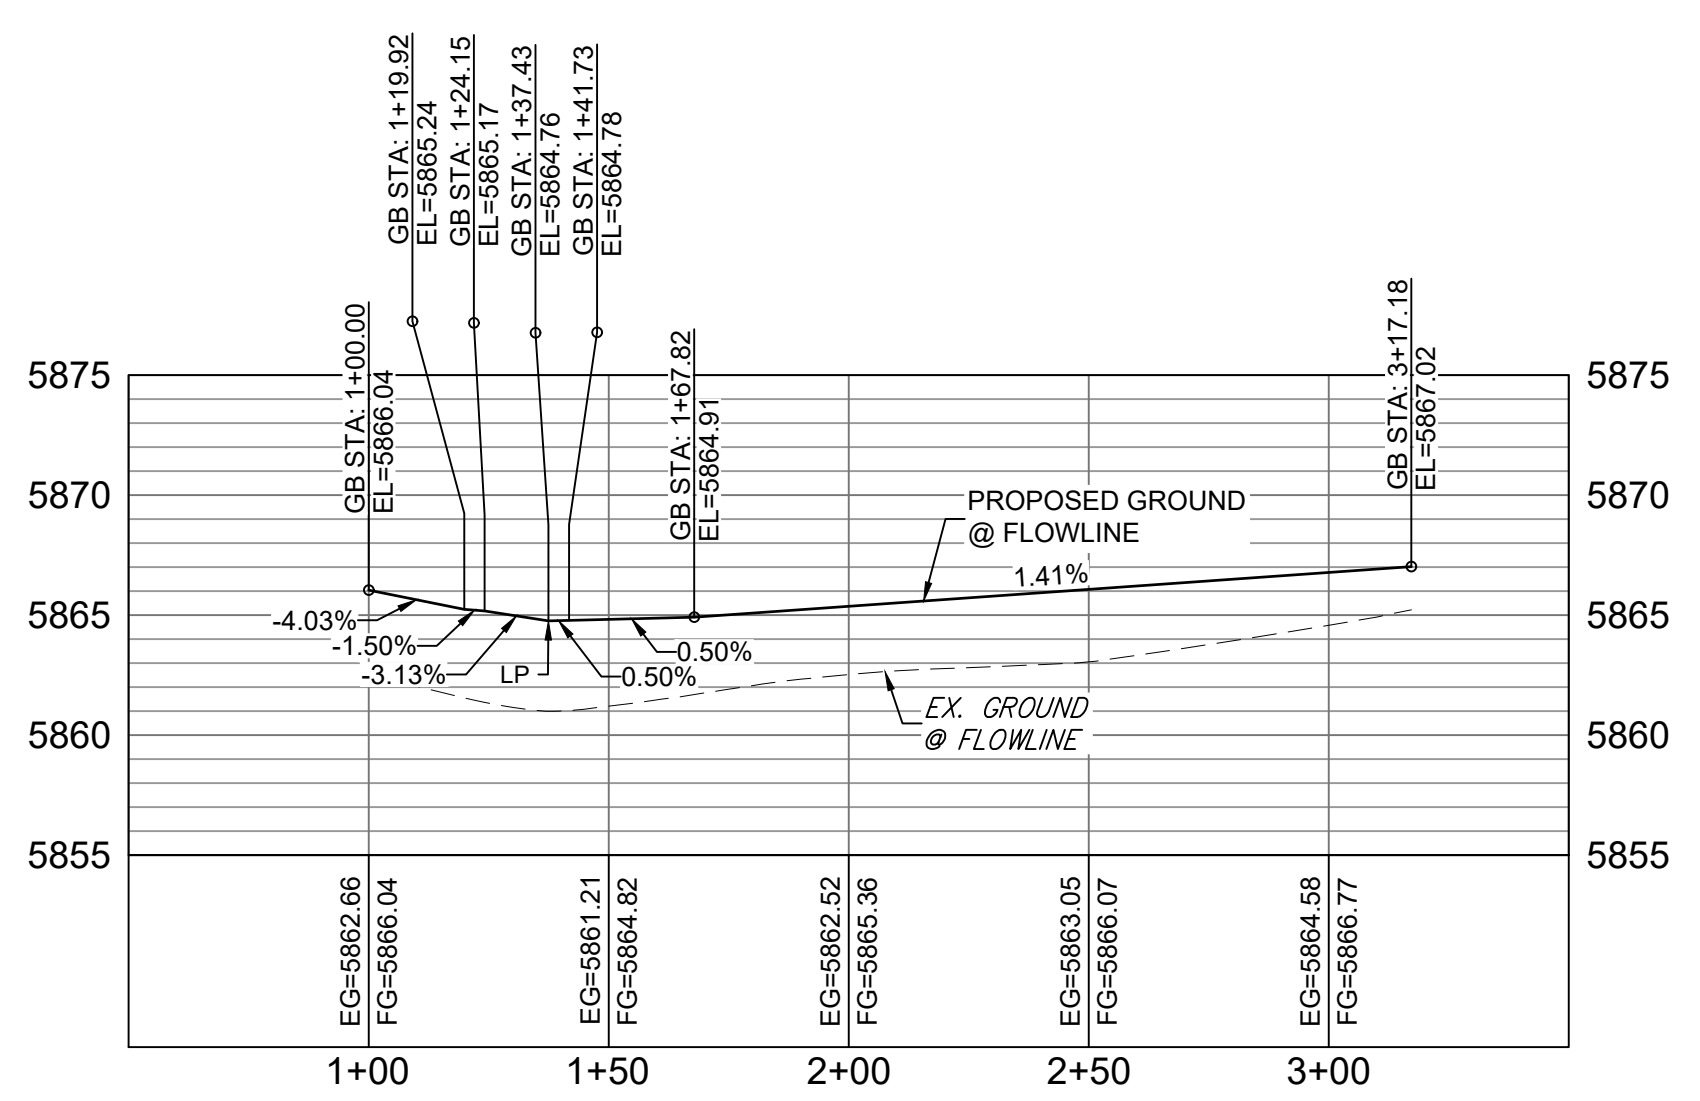 GB STA: 1+19.92
EL=5865.24
GB STA: 1+24.15
EL=5865.17
GB STA: 1+37.43
EL=5864.76
GB STA: 1+41.73
EL=5864.78
GB STA: 1+00.00
EL=5866.04
GB STA: 1+67.82
EL=5864.91
GB STA: 3+17.18
EL=5867.02
5875
5875
5870
5870
5865
5865
5860
5860
5855
5855
PROPOSED GROUND
@ FLOWLINE
1.41%
-4.03%
-1.50%
-3.13%
LP
0.50%
0.50%
EX. GROUND
@ FLOWLINE
EG=5862.66
FG=5866.04
EG=5861.21
FG=5864.82
EG=5862.52
FG=5865.36
EG=5863.05
FG=5866.07
EG=5864.58
FG=5866.77
1+00
1+50
2+00
2+50
3+00